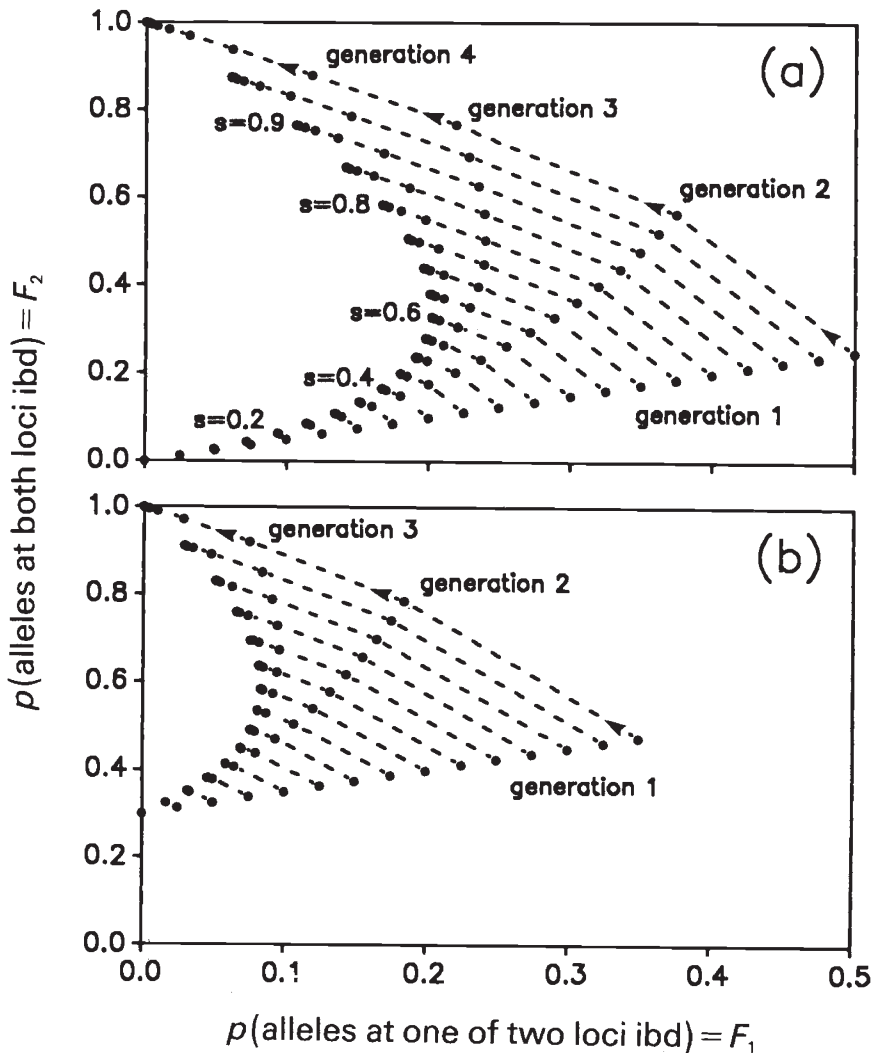 p(alleles at both loci ibd) = F₂
1.0
0.8
0.6
0.4
0.2
0.0
(a)
generation 4
generation 3
generation 2
generation 1
s=0.9
s=0.8
s=0.6
s=0.4
s=0.2
1.0
0.8
0.6
0.4
0.2
0.0
(b)
generation 3
generation 2
generation 1
0.0 0.1 0.2 0.3 0.4 0.5
p(alleles at one of two loci ibd) = F₁